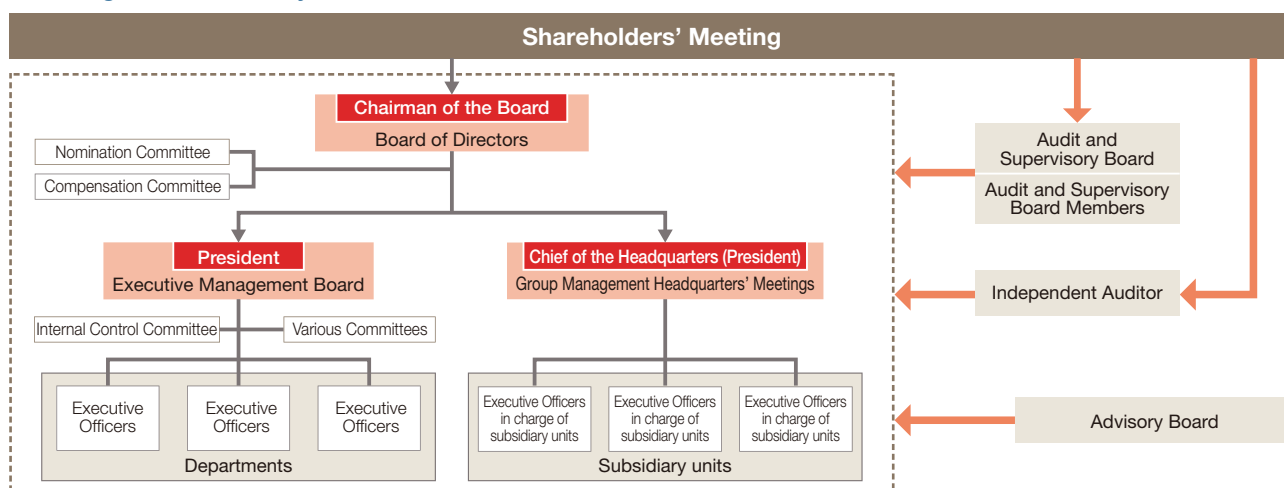 Shareholders’ Meeting
Chairman of the Board
Board of Directors
Nomination Committee
Compensation Committee
Audit and
Supervisory Board
Audit and Supervisory
Board Members
President
Executive Management Board
Chief of the Headquarters (President)
Group Management Headquarters’ Meetings
Independent Auditor
Internal Control Committee
Various Committees
Executive
Officers
Executive
Officers
Executive
Officers
Departments
Executive Officers
in charge of
subsidiary units
Executive Officers
in charge of
subsidiary units
Executive Officers
in charge of
subsidiary units
Subsidiary units
Advisory Board